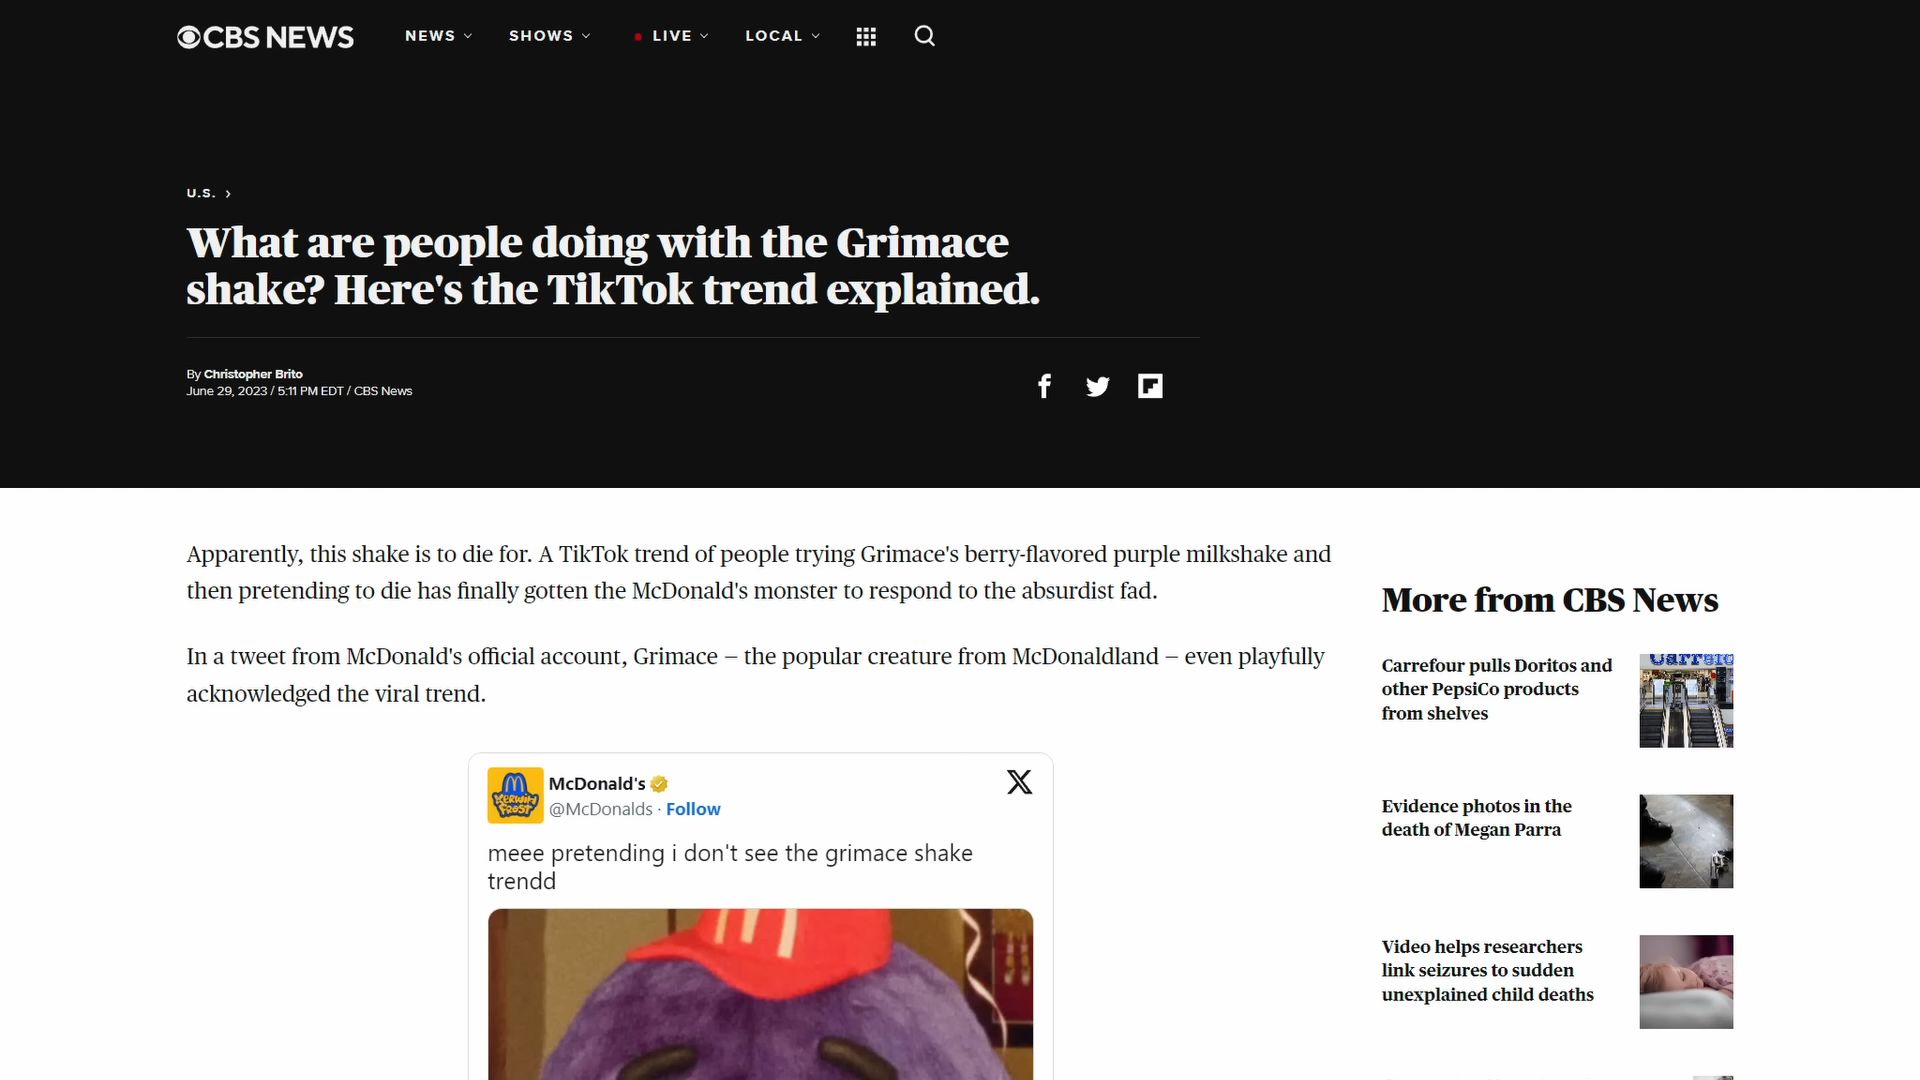 CBS NEWS
NEWS
SHOWS
LIVE
LOCAL
U.S.
What are people doing with the Grimace
shake? Here's the TikTok trend explained.
By Christopher Brito
June 29, 2023 / 5:11 PM EDT / CBS News
Apparently, this shake is to die for. A TikTok trend of people trying Grimace's berry-flavored purple milkshake and
then pretending to die has finally gotten the McDonald's monster to respond to the absurdist fad.
In a tweet from McDonald's official account, Grimace – the popular creature from McDonaldland – even playfully
acknowledged the viral trend.
McDonald's
@McDonalds · Follow
Kerwin
Frost
meee pretending i don't see the grimace shake
trendd
More from CBS News
Carrefour pulls Doritos and
other PepsiCo products
from shelves
Evidence photos in the
death of Megan Parra
Video helps researchers
link seizures to sudden
unexplained child deaths